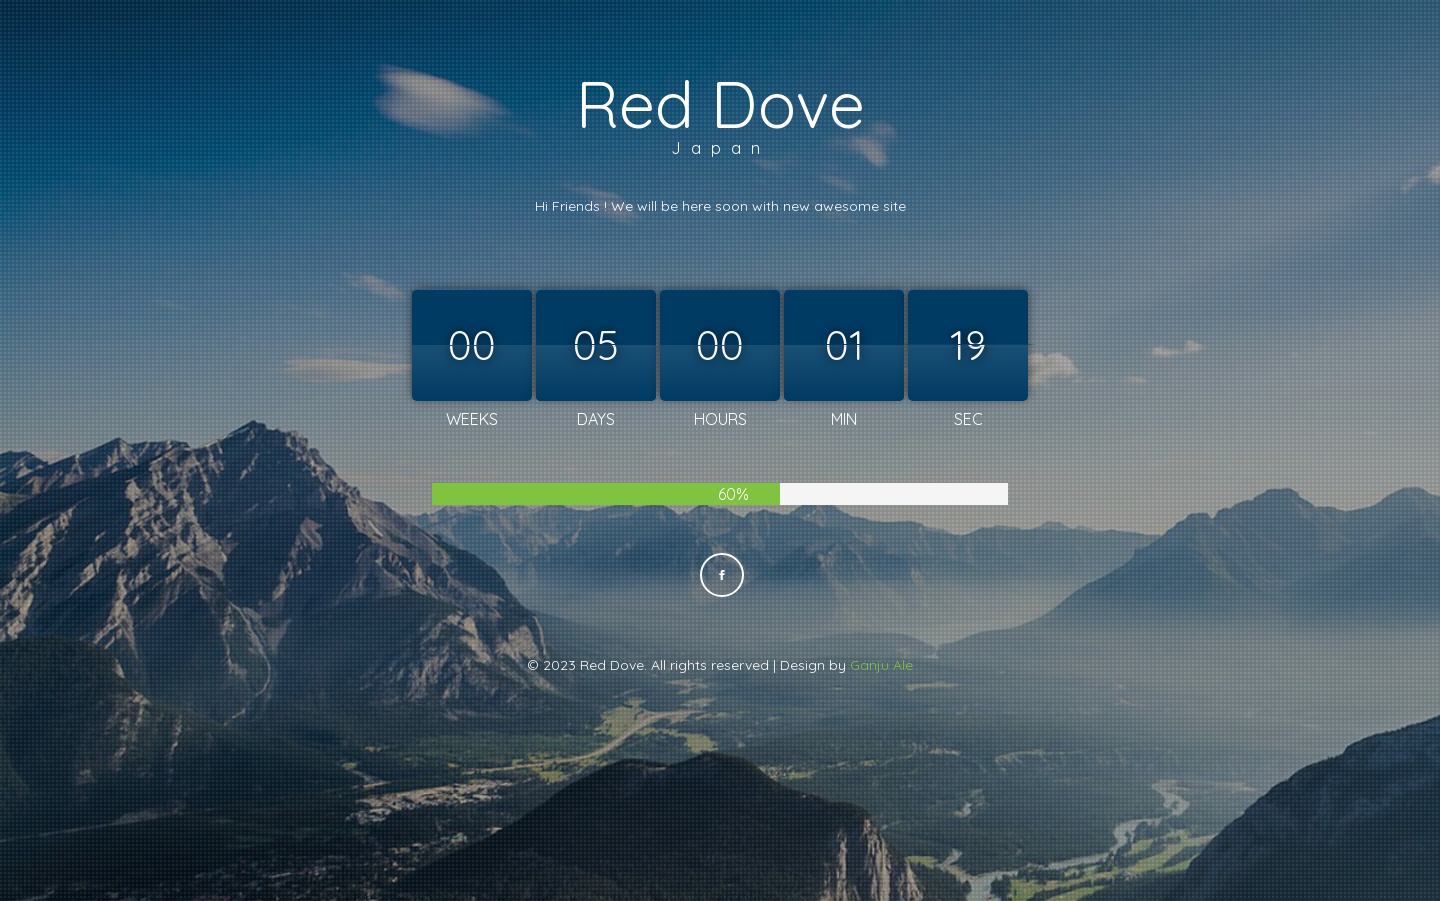 Red Dove
Japan
Hi Friends ! We will be here soon with new awesome site
00 05 00 01 19
WEEKS DAYS HOURS MIN SEC
60%
f
© 2023 Red Dove. All rights reserved | Design by Ganju Ale